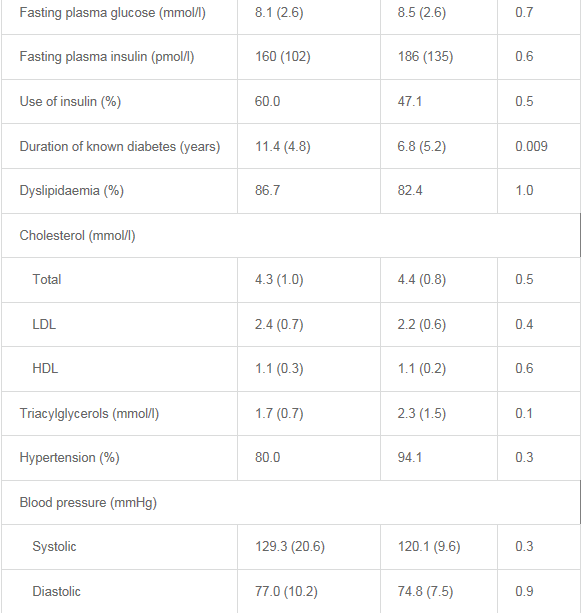 Fasting plasma glucose (mmol/l) 8.1 (2.6) 8.5 (2.6) 0.7
Fasting plasma insulin (pmol/l) 160 (102) 186 (135) 0.6
Use of insulin (%) 60.0 47.1 0.5
Duration of known diabetes (years) 11.4 (4.8) 6.8 (5.2) 0.009
Dyslipidaemia (%) 86.7 82.4 1.0
Cholesterol (mmol/l)
Total 4.3 (1.0) 4.4 (0.8) 0.5
LDL 2.4 (0.7) 2.2 (0.6) 0.4
HDL 1.1 (0.3) 1.1 (0.2) 0.6
Triacylglycerols (mmol/l) 1.7 (0.7) 2.3 (1.5) 0.1
Hypertension (%) 80.0 94.1 0.3
Blood pressure (mmHg)
Systolic 129.3 (20.6) 120.1 (9.6) 0.3
Diastolic 77.0 (10.2) 74.8 (7.5) 0.9